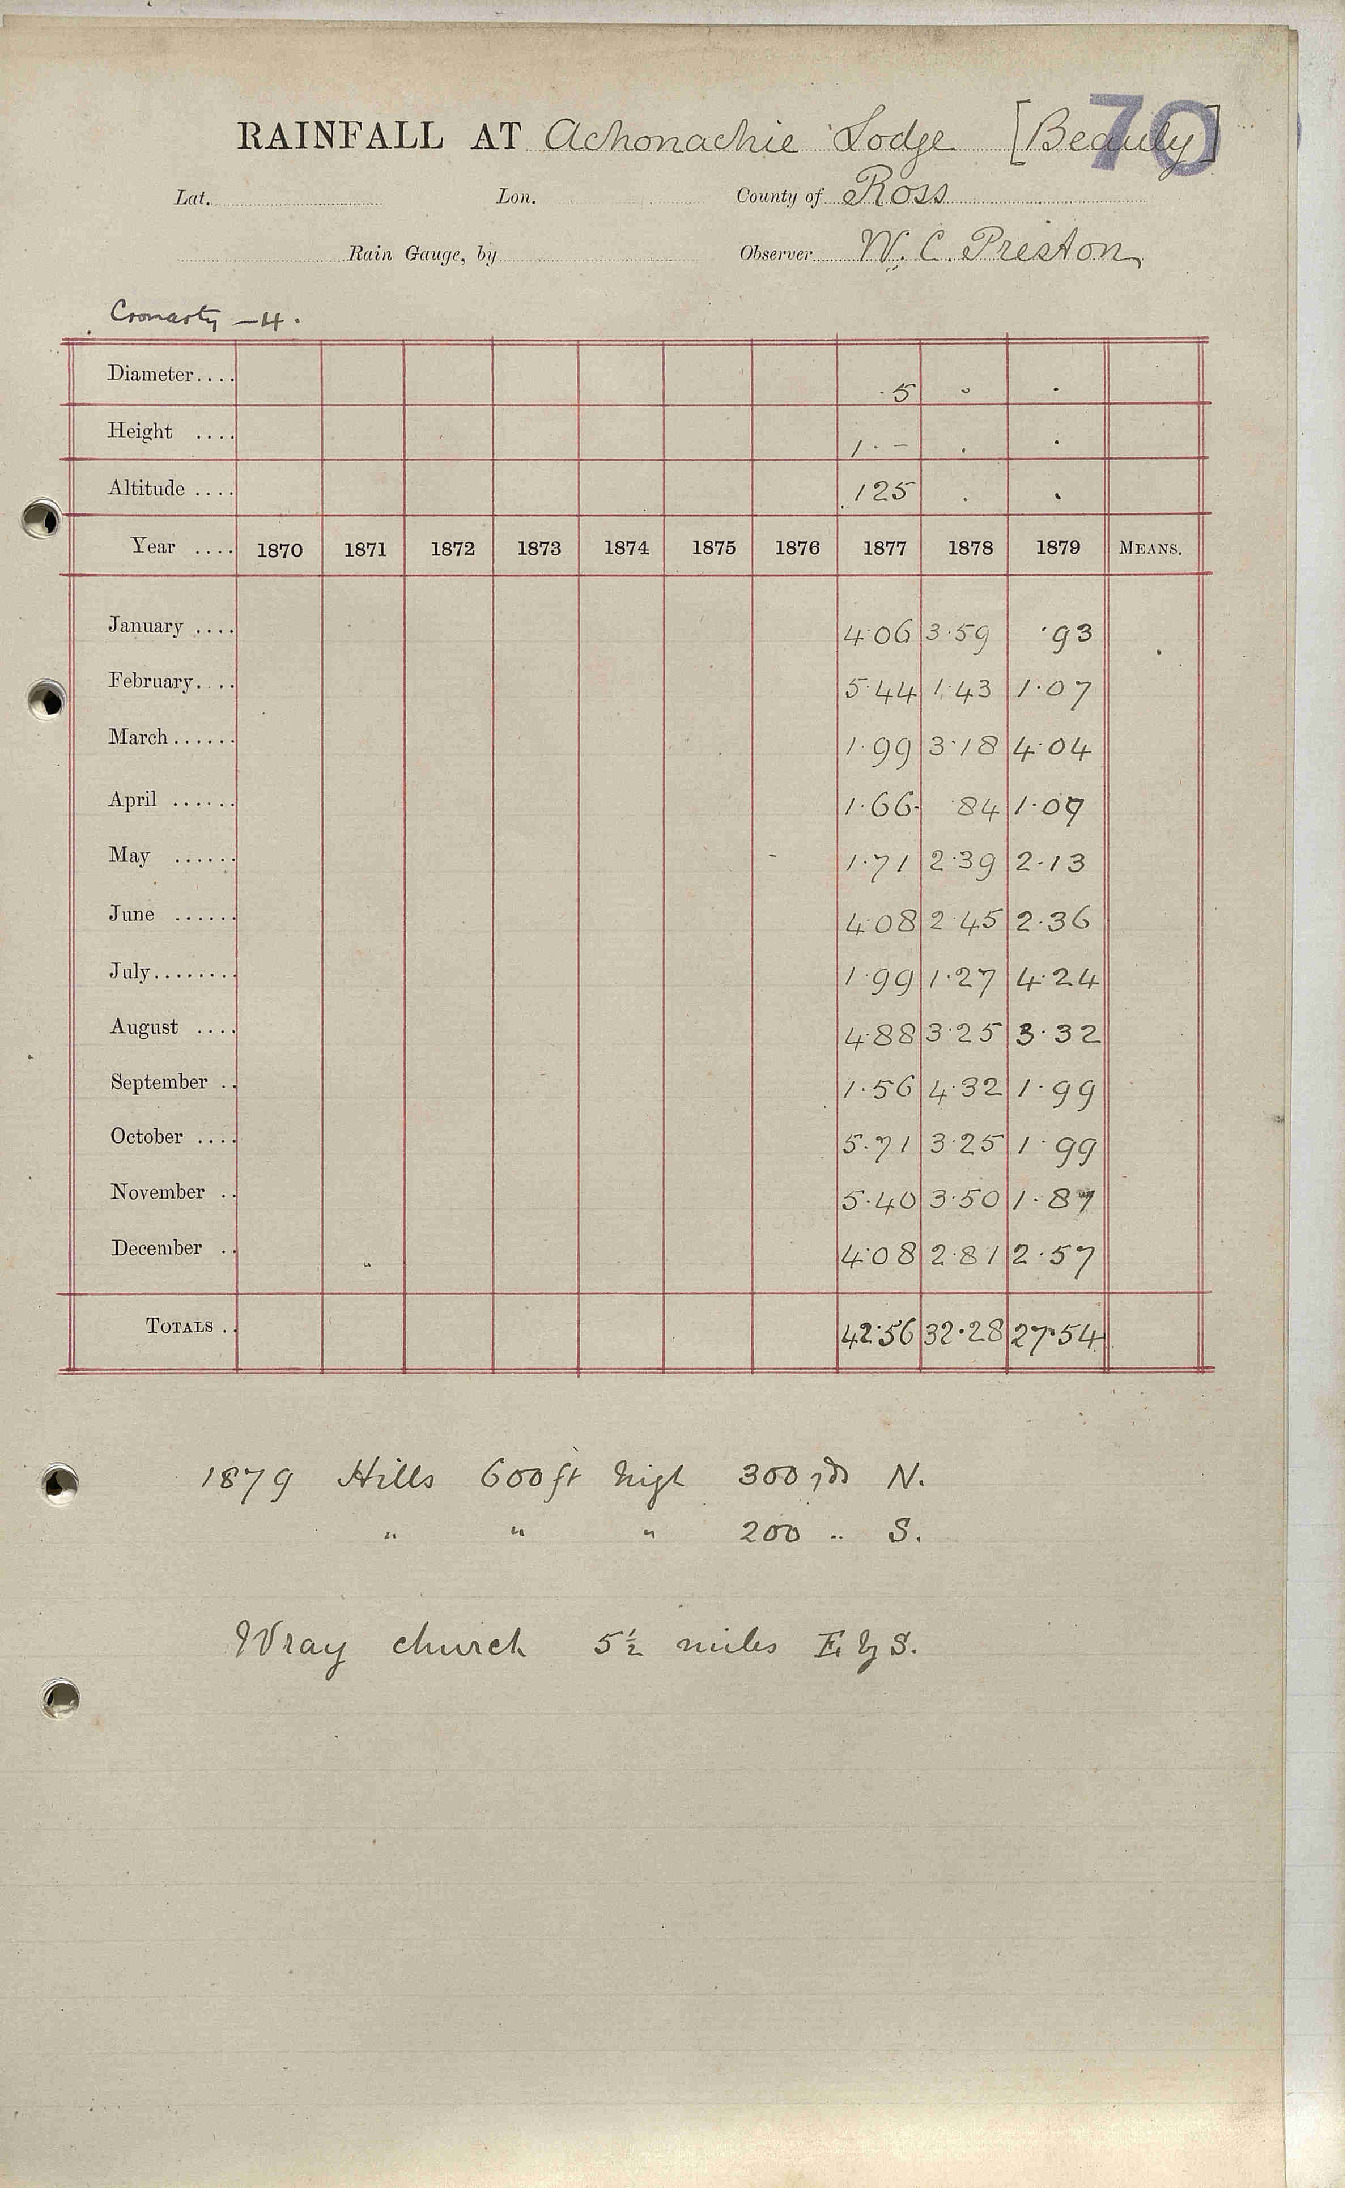 70
RAINFALL AT Achonachie Lodge [Beauly]
Lat. Lon. County of Ross
Rain Gauge, by Observer W. C. Preston
Cromarty - 4.
Diameter.... 5 " "
Height .... 1 . - . .
Altitude .... 125 . .
Year .... 1870 1871 1872 1873 1874 1875 1876 1877 1878 1879 MEANS.
January .... 4.06 3.59 .93
February.... 5.44 1.43 1.07
March...... 1.99 3.18 4.04
April ...... 1.66 .84 1.09
May ...... 1.71 2.39 2.13
June ...... 4.08 2.45 2.36
July........ 1.99 1.27 4.24
August .... 4.88 3.25 3.32
September .. 1.56 4.32 1.99
October .... 5.71 3.25 1.99
November .. 5.40 3.50 1.81
December .. 4.08 2.81 2.57
TOTALS .. 42.56 32.28 27.54
1879 Hills 600 ft high 300 yds N.
" " " 200 .. S.
Wray church 5½ miles E by S.